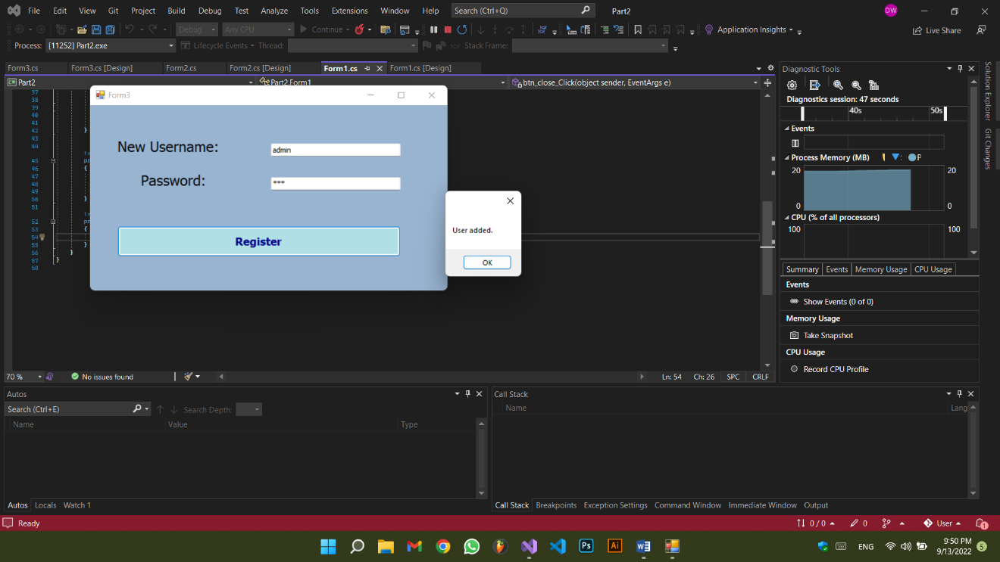 File Edit View Git Project Build Debug Test Analyze Tools Extensions Window Help Search (Ctrl+Q) Part2 DW
Debug Any CPU Continue Application Insights Live Share
Process: [11252] Part2.exe Lifecycle Events Thread: Stack Frame:
Form3.cs Form3.cs [Design] Form2.cs Form2.cs [Design] Form1.cs Form1.cs [Design]
Part2 Part2.Form1 btn_close_Click(object sender, EventArgs e)
37
38
39
40
41
42 }
43
44
45
46 {
47
48
49
50 }
51
52
53 {
54
55 }
56 }
57 }
58
Form3
New Username: admin
Password: ***
Register
User added.
OK
70 % No issues found Ln: 54 Ch: 26 SPC CRLF
Diagnostic Tools
Diagnostics session: 47 seconds
40s 50s
Events
Process Memory (MB) P
20 20
0 0
CPU (% of all processors)
100 100
Summary Events Memory Usage CPU Usage
Events
Show Events (0 of 0)
Memory Usage
Take Snapshot
CPU Usage
Record CPU Profile
Solution Explorer
Git Changes
Autos
Search (Ctrl+E) Search Depth:
Name Value Type
Autos Locals Watch 1
Call Stack
Name Lang
Call Stack Breakpoints Exception Settings Command Window Immediate Window Output
Ready 0 / 0 0 User 1
Ps Ai ENG 9:50 PM 5
9/13/2022